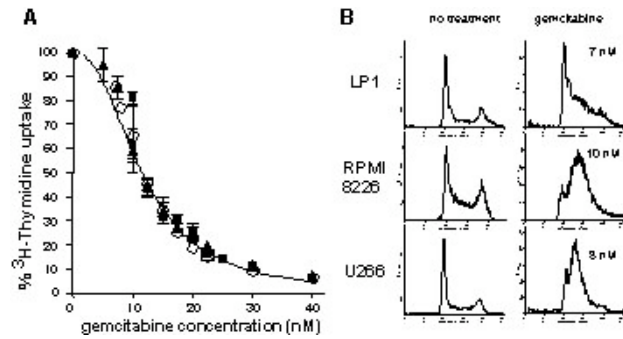 A
% ³H-Thymidine uptake
100
90
80
70
60
50
40
30
20
10
0
0
10
20
30
40
gemcitabine concentration (nM)
B
no treatment
gemcitabine
LP1
7 nM
RPMI
8226
10 nM
U266
8 nM